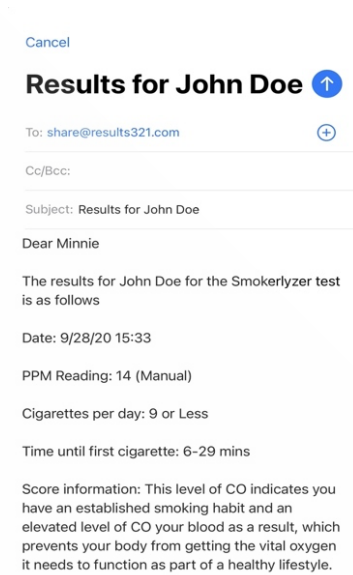 Cancel
Results for John Doe
To: share@results321.com
Cc/Bcc:
Subject: Results for John Doe
Dear Minnie
The results for John Doe for the Smokerlyzer test
is as follows
Date: 9/28/20 15:33
PPM Reading: 14 (Manual)
Cigarettes per day: 9 or Less
Time until first cigarette: 6-29 mins
Score information: This level of CO indicates you
have an established smoking habit and an
elevated level of CO your blood as a result, which
prevents your body from getting the vital oxygen
it needs to function as part of a healthy lifestyle.